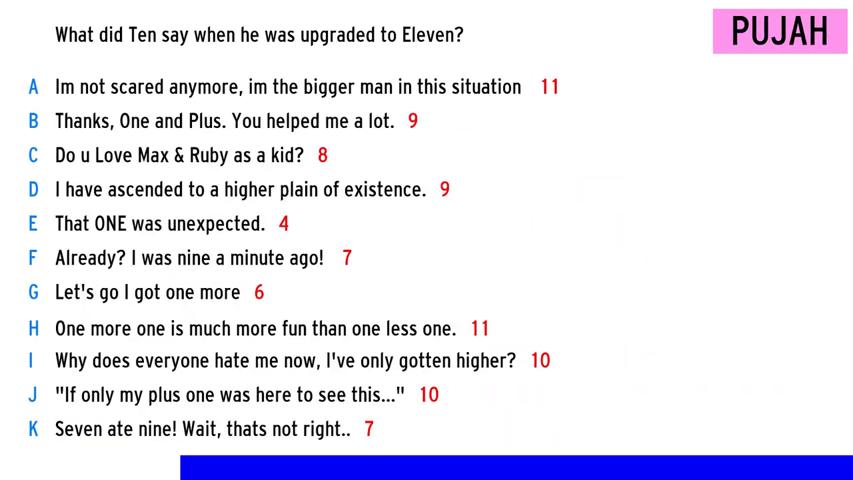 What did Ten say when he was upgraded to Eleven?
PUJAH
A Im not scared anymore, im the bigger man in this situation 11
B Thanks, One and Plus. You helped me a lot. 9
C Do u Love Max & Ruby as a kid? 8
D I have ascended to a higher plain of existence. 9
E That ONE was unexpected. 4
F Already? I was nine a minute ago! 7
G Let's go I got one more 6
H One more one is much more fun than one less one. 11
I Why does everyone hate me now, I've only gotten higher? 10
J "If only my plus one was here to see this..." 10
K Seven ate nine! Wait, thats not right.. 7